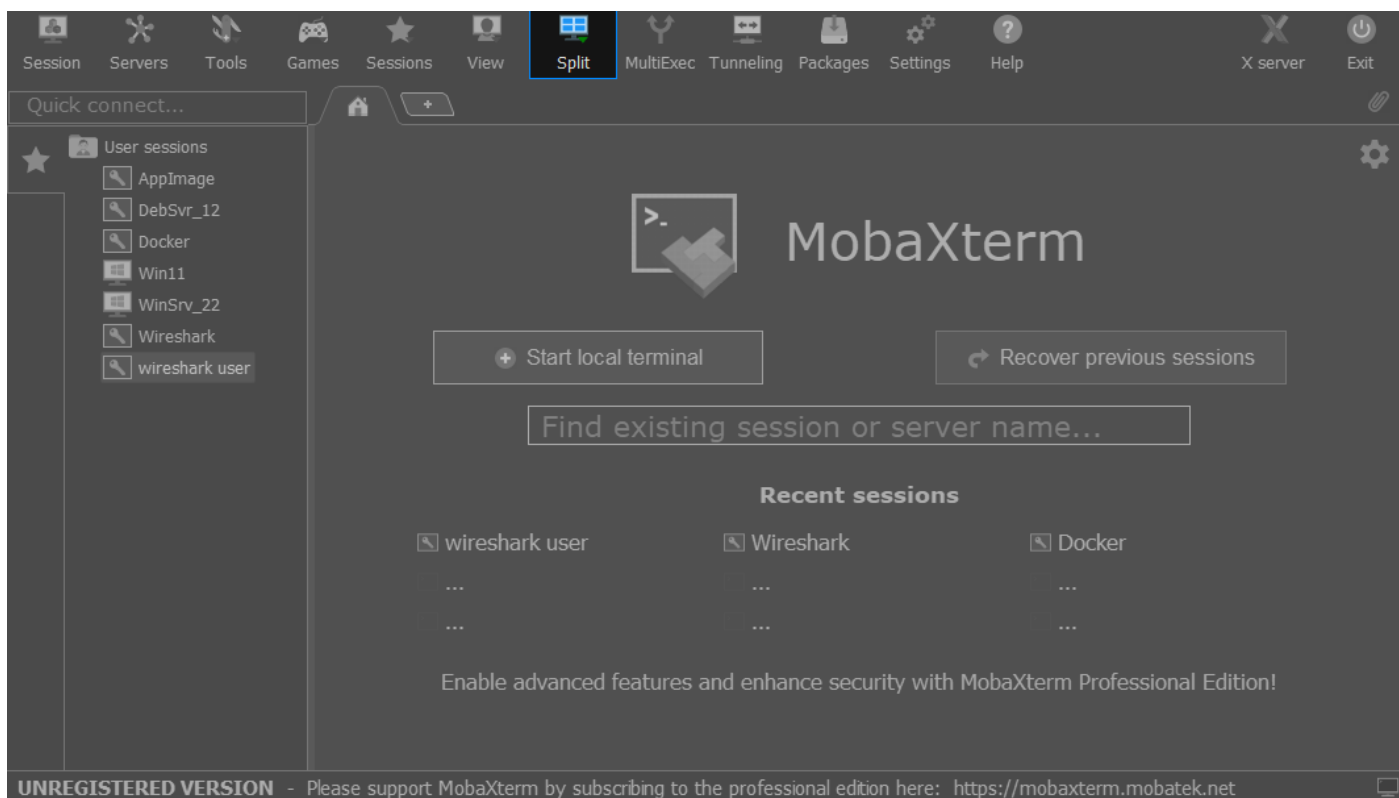 Session Servers Tools Games Sessions View Split MultiExec Tunneling Packages Settings Help X server Exit
Quick connect...
User sessions
AppImage
DebSvr_12
Docker
Win11
WinSrv_22
Wireshark
wireshark user
>_ MobaXterm
Start local terminal Recover previous sessions
Find existing session or server name...
Recent sessions
wireshark user Wireshark Docker
... ... ...
... ... ...
Enable advanced features and enhance security with MobaXterm Professional Edition!
UNREGISTERED VERSION - Please support MobaXterm by subscribing to the professional edition here: https://mobaxterm.mobatek.net